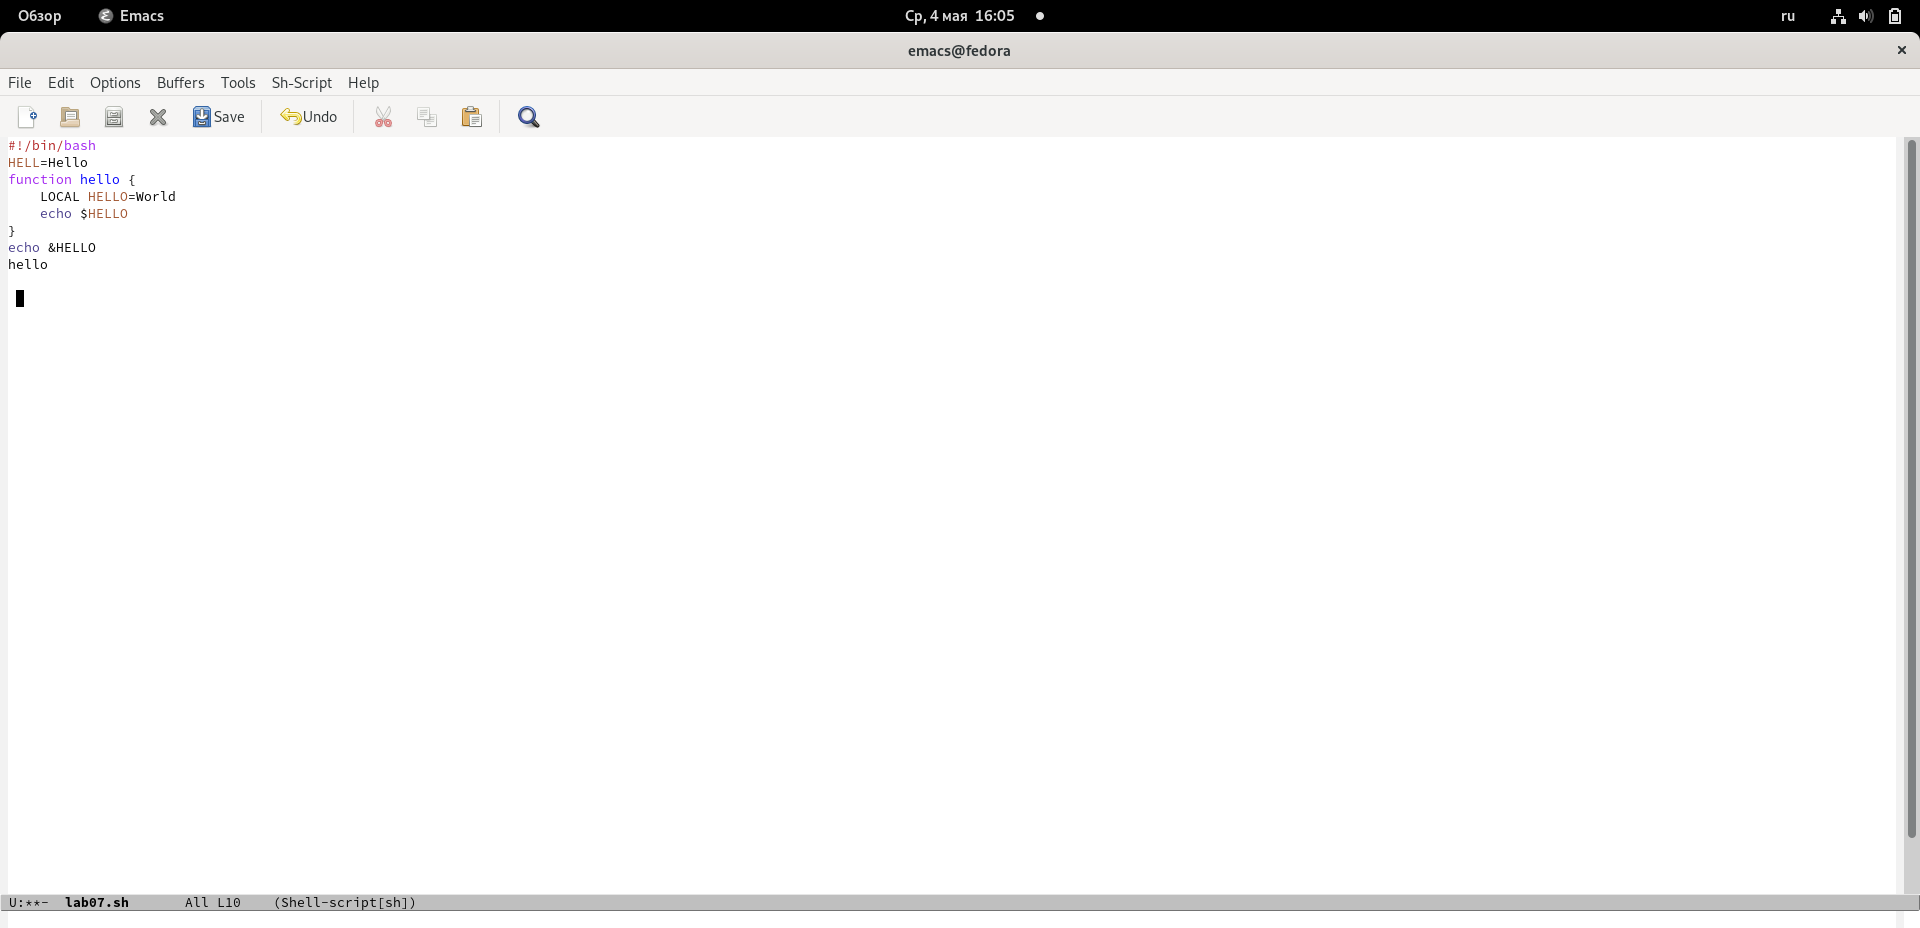 Обзор Emacs Ср, 4 мая 16:05 ru
emacs@fedora
File Edit Options Buffers Tools Sh-Script Help
Save Undo
#!/bin/bash
HELL=Hello
function hello {
    LOCAL HELLO=World
    echo $HELLO
}
echo &HELLO
hello
U:**- lab07.sh All L10 (Shell-script[sh])